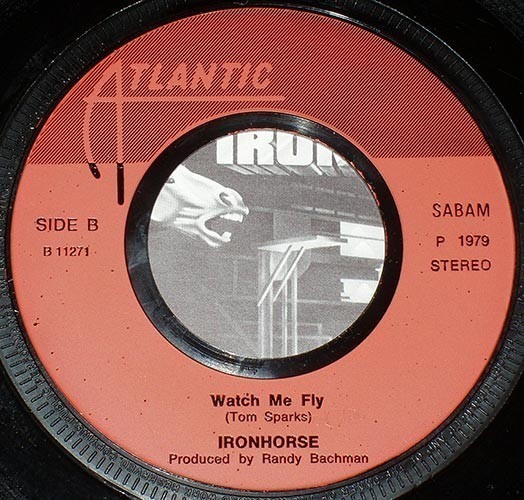 ATLANTIC
IRON
SIDE B
B 11271
SABAM
P 1979
STEREO
Watch Me Fly
(Tom Sparks)
IRONHORSE
Produced by Randy Bachman